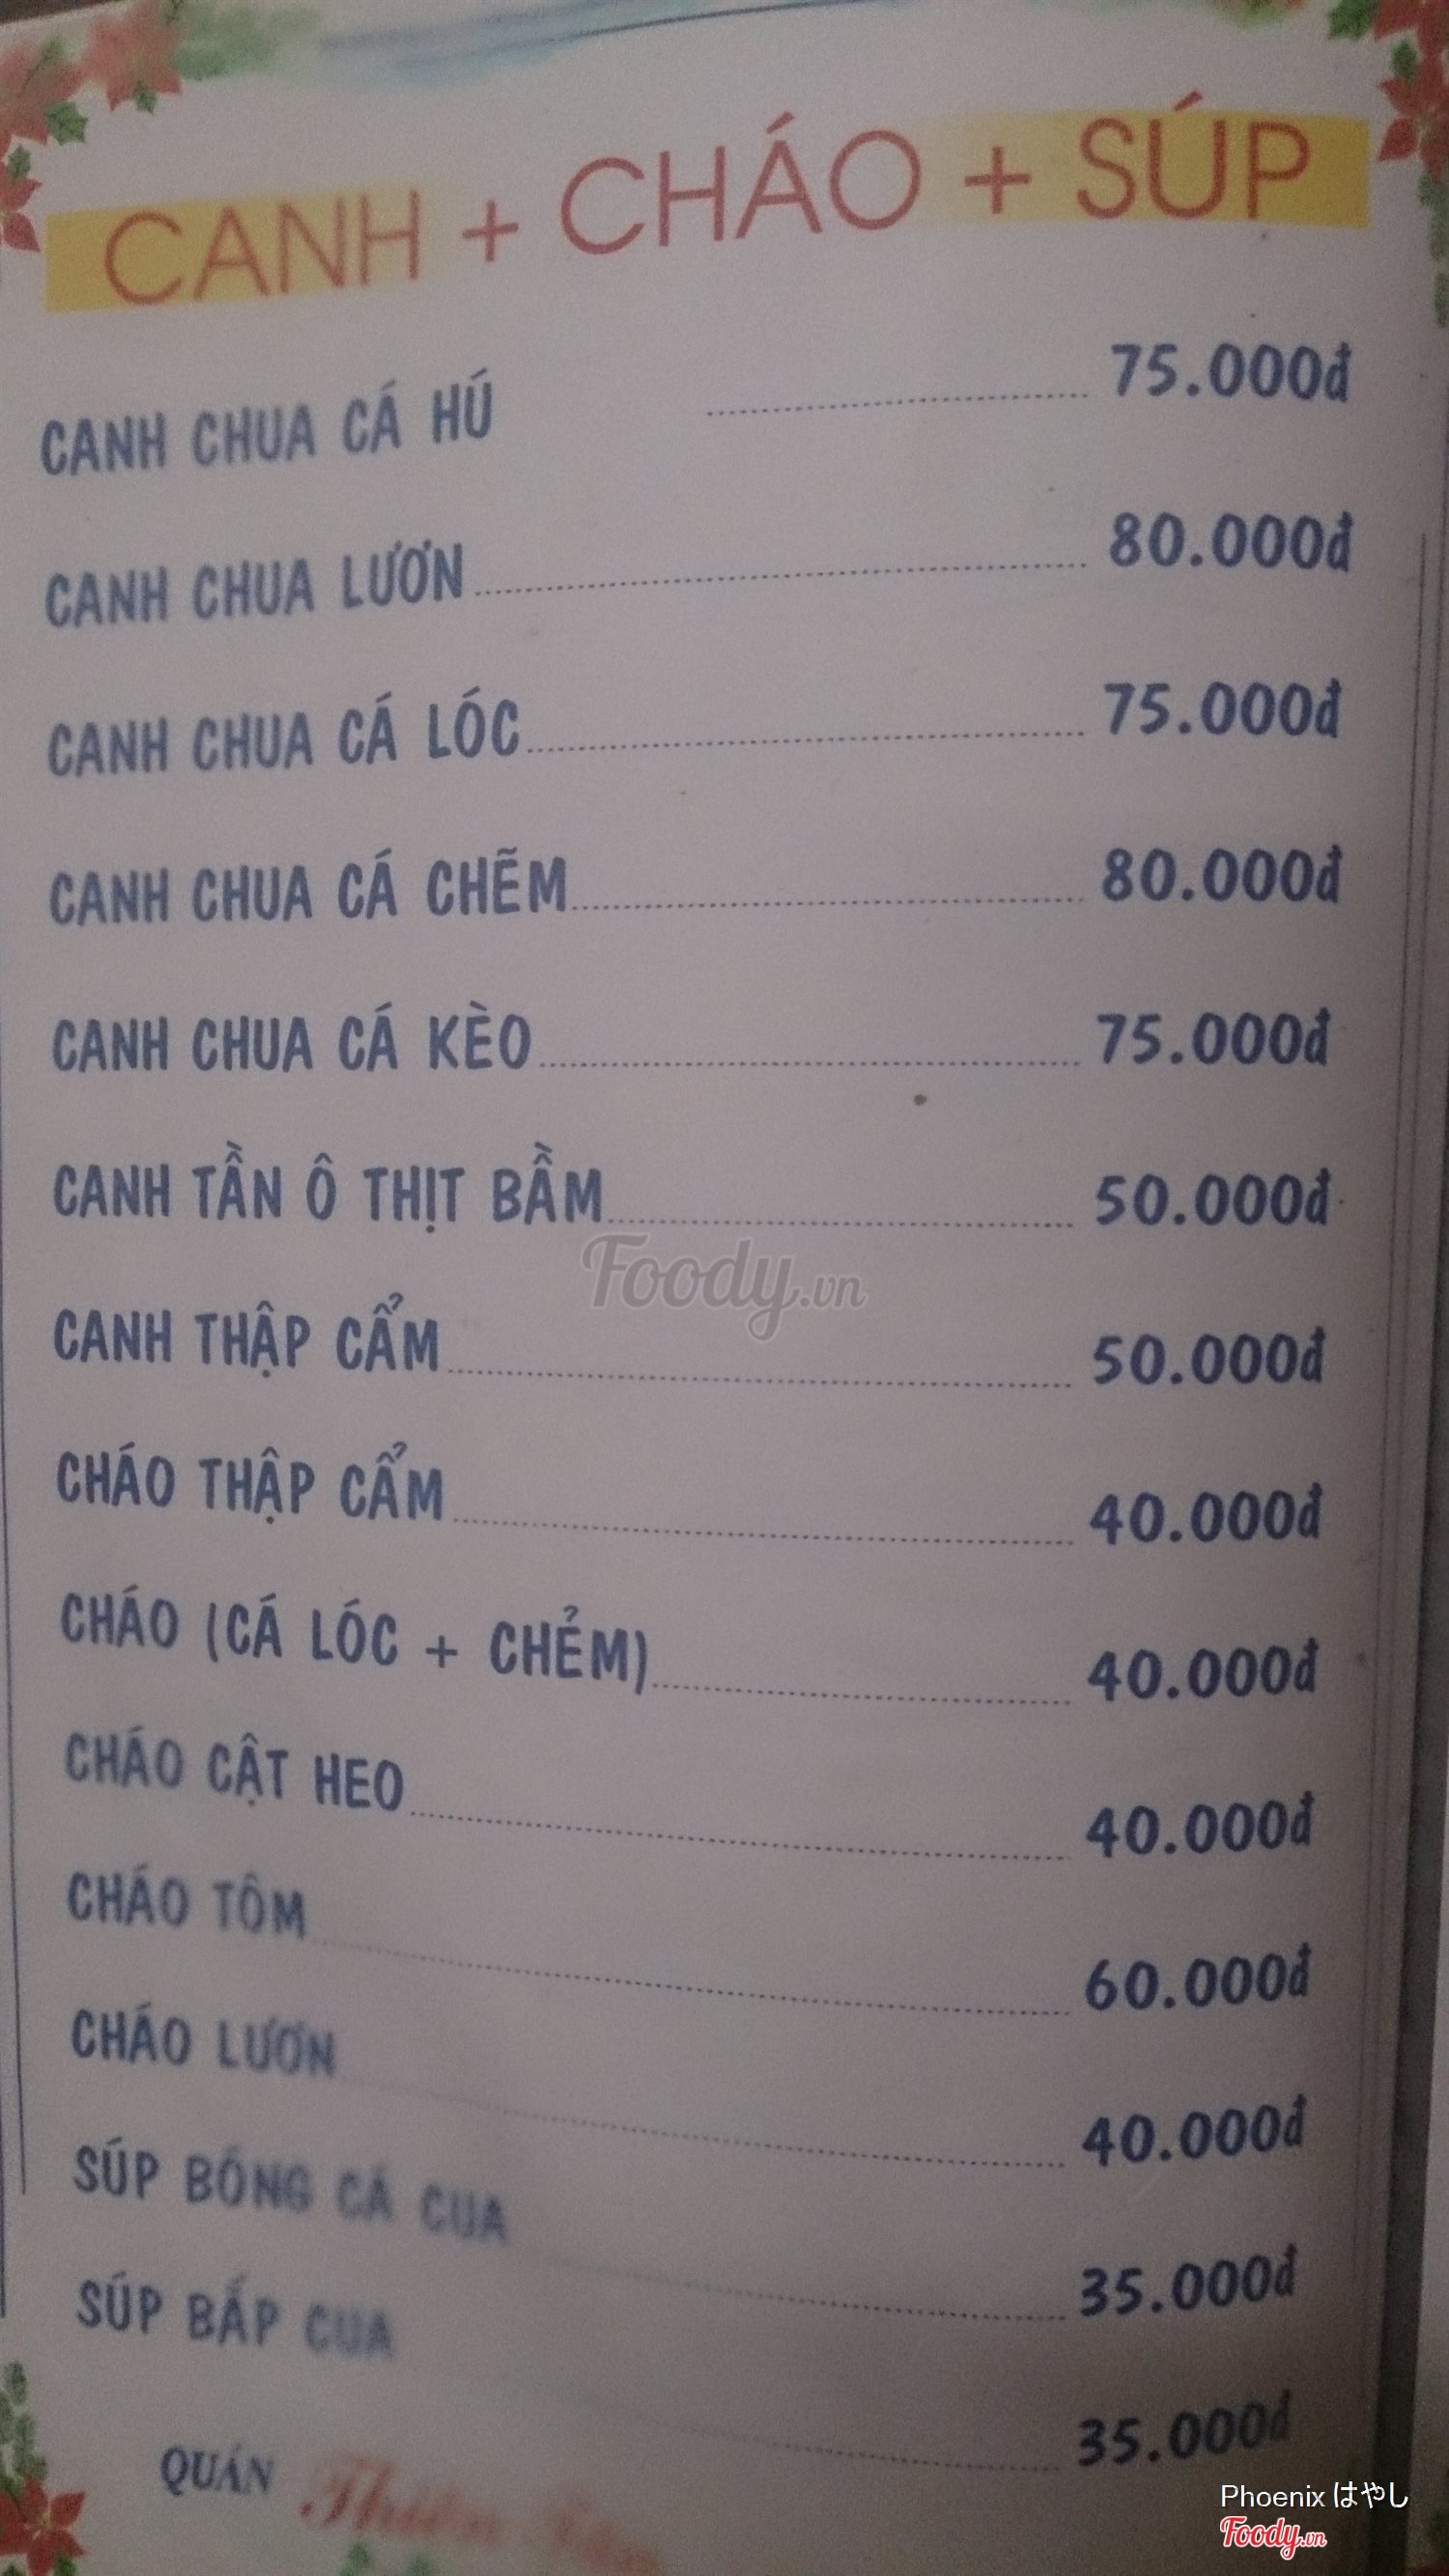 CANH + CHÁO + SÚP
CANH CHUA CÁ HÚ 75.000đ
CANH CHUA LƯƠN 80.000đ
CANH CHUA CÁ LÓC 75.000đ
CANH CHUA CÁ CHẼM 80.000đ
CANH CHUA CÁ KÈO 75.000đ
CANH TẦN Ô THỊT BẦM 50.000đ
Foody.vn
CANH THẬP CẨM 50.000đ
CHÁO THẬP CẨM 40.000đ
CHÁO (CÁ LÓC + CHẺM) 40.000đ
CHÁO CẬT HEO 40.000đ
CHÁO TÔM 60.000đ
CHÁO LƯƠN 40.000đ
SÚP BÓNG CÁ CUA 35.000đ
SÚP BẮP CUA 35.000đ
QUÁN
Phoenix はやし
Foody.vn